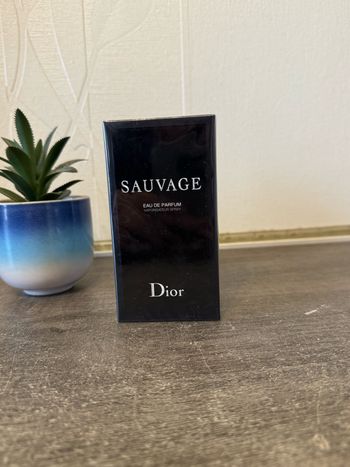 SAUVAGE
EAU DE PARFUM
VAPORISATEUR SPRAY
Dior